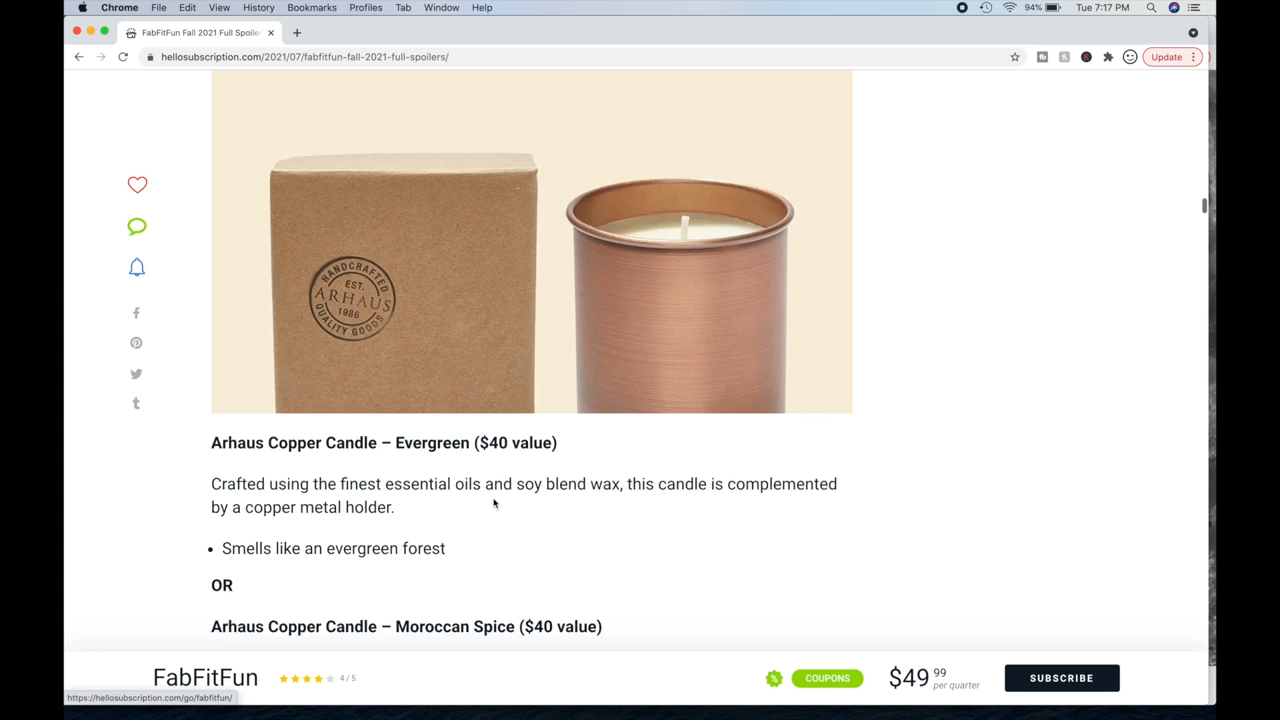 Chrome File Edit View History Bookmarks Profiles Tab Window Help 94% Tue 7:17 PM
FabFitFun Fall 2021 Full Spoile
hellosubscription.com/2021/07/fabfitfun-fall-2021-full-spoilers/ Update
HANDCRAFTED
EST.
ARHAUS
1986
QUALITY GOODS
Arhaus Copper Candle – Evergreen ($40 value)
Crafted using the finest essential oils and soy blend wax, this candle is complemented
by a copper metal holder.
• Smells like an evergreen forest
OR
Arhaus Copper Candle – Moroccan Spice ($40 value)
FabFitFun 4 / 5 COUPONS $49 99 per quarter SUBSCRIBE
https://hellosubscription.com/go/fabfitfun/